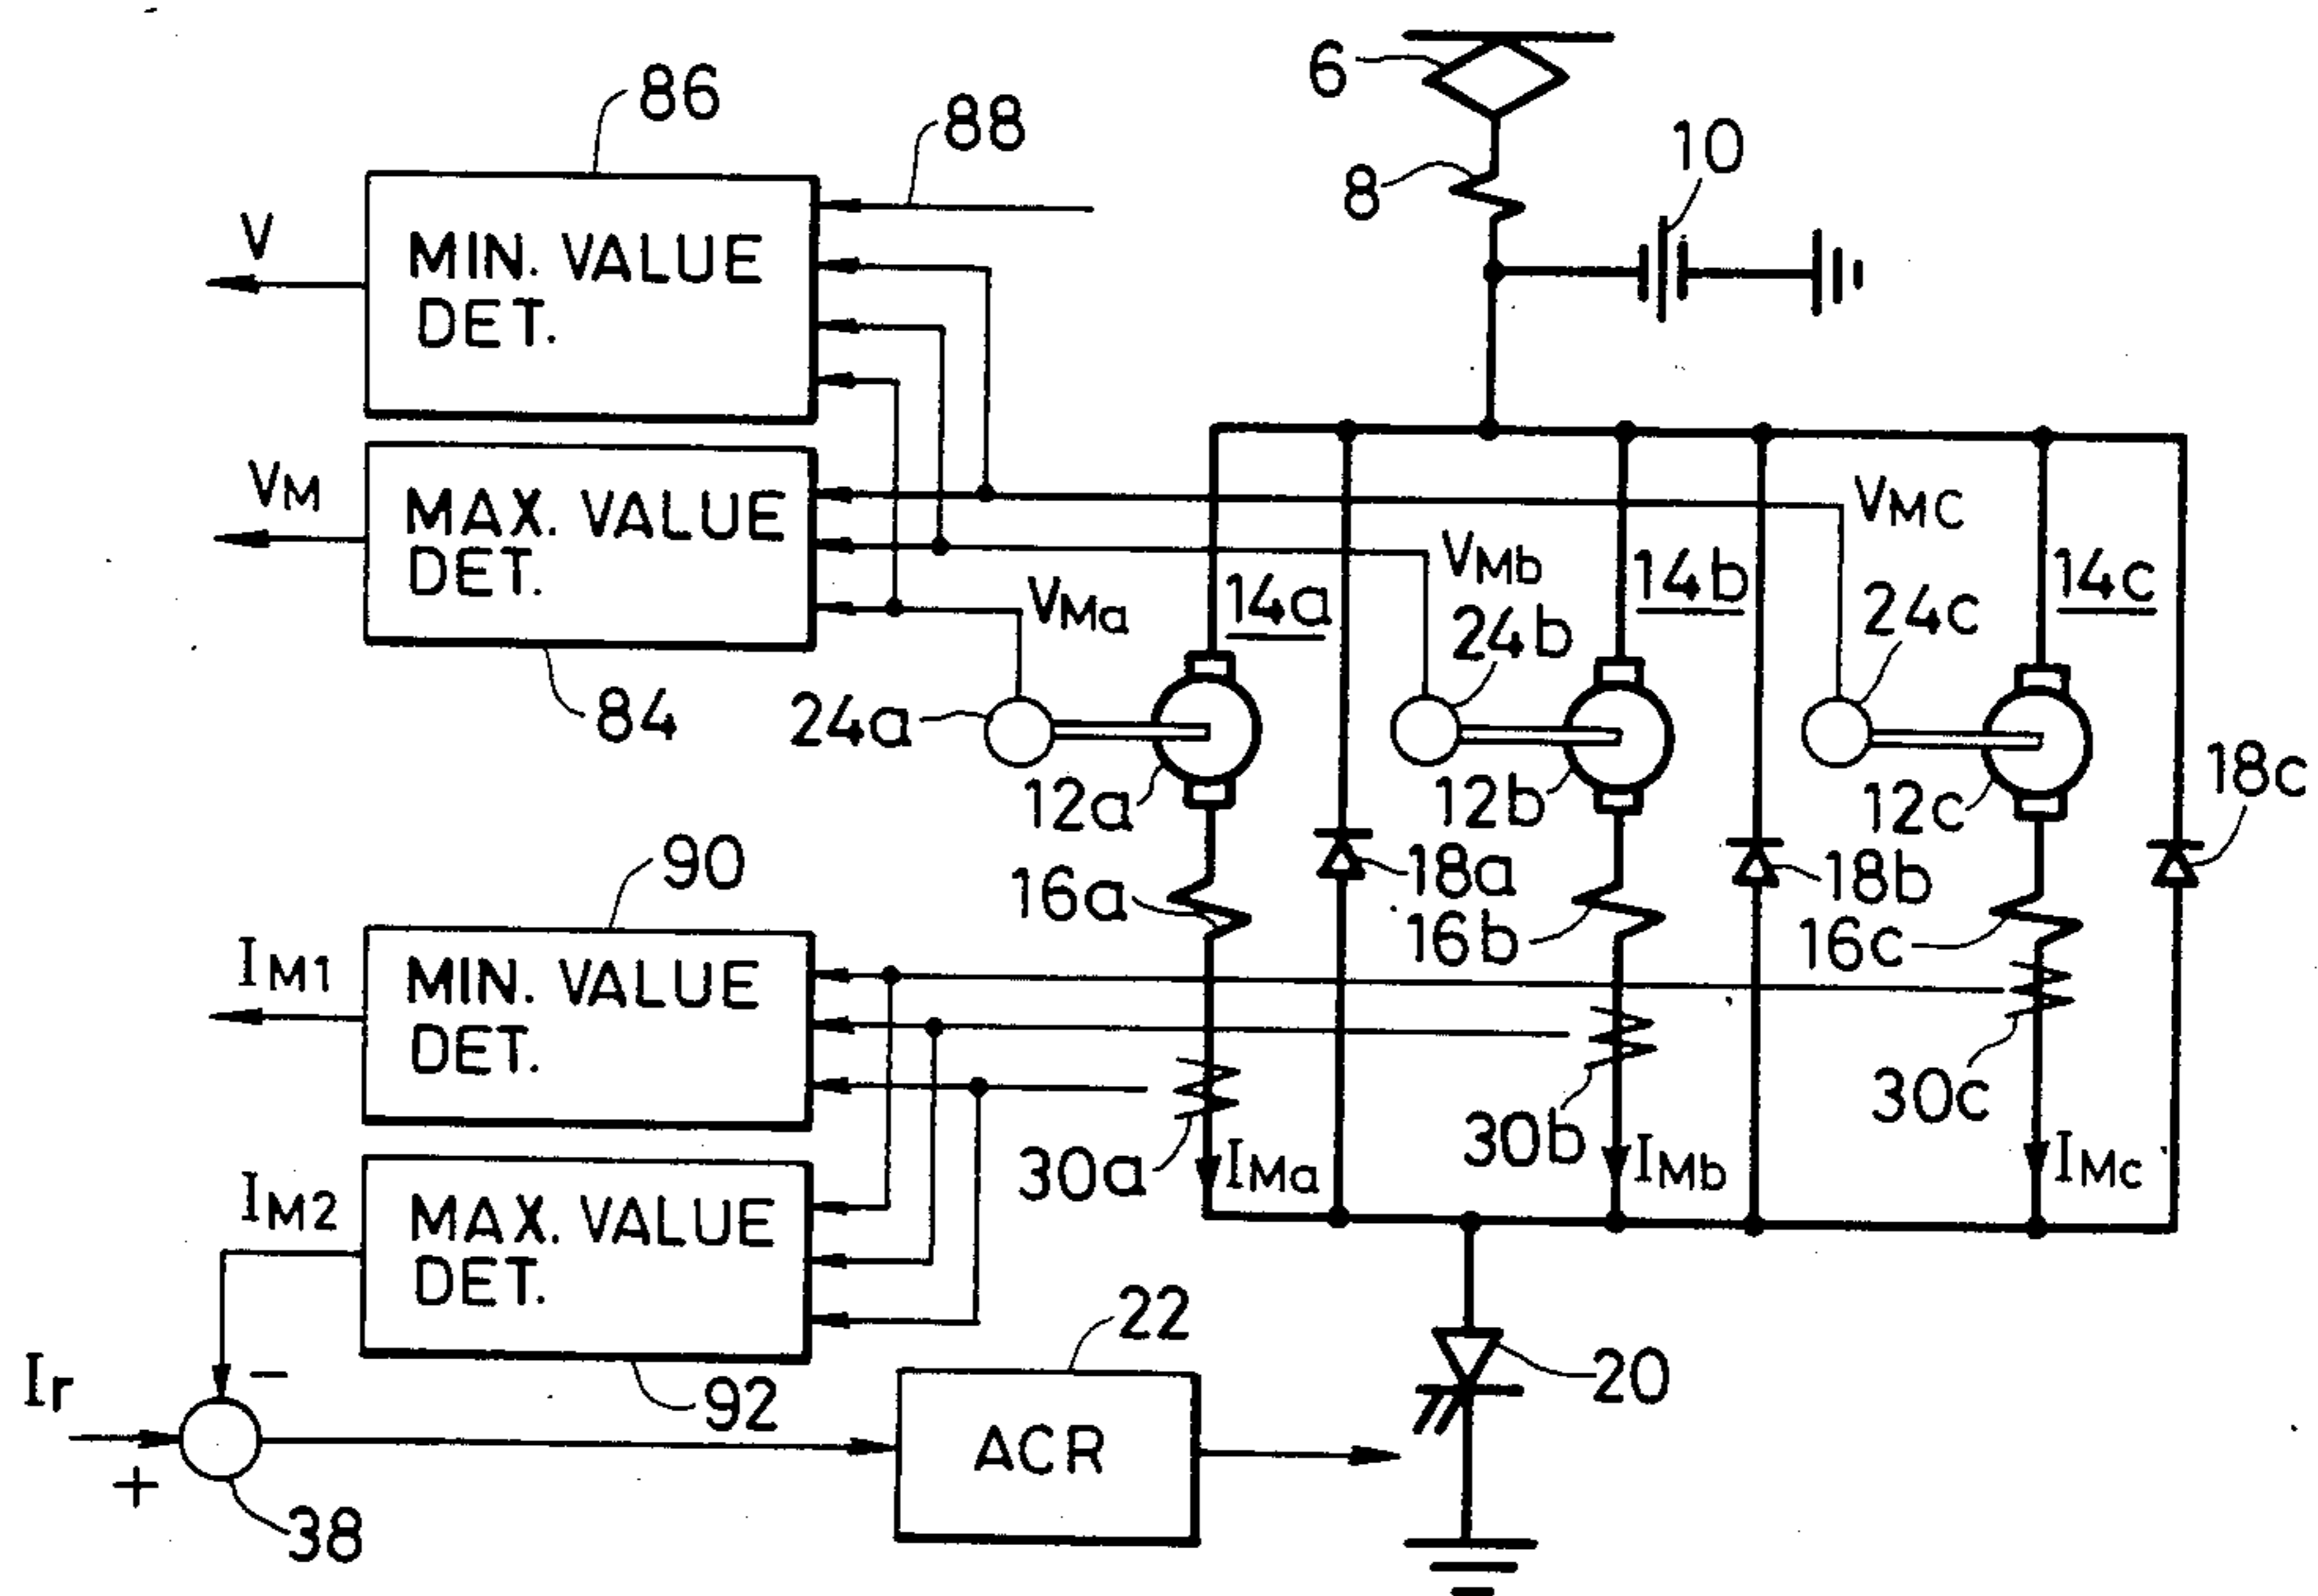 6
86
88
10
8
V
MIN. VALUE
DET.
VM
MAX. VALUE
DET.
VMC
VMb
VMa
14a
14b
14c
24a
24b
24c
84
12a
12b
12c
18c
90
16a
18a
16b
18b
16c
IM1
MIN. VALUE
DET.
30a
30b
30c
IMa
IMb
IMc
IM2
MAX. VALUE
DET.
22
Ir
−
92
ACR
20
+
38